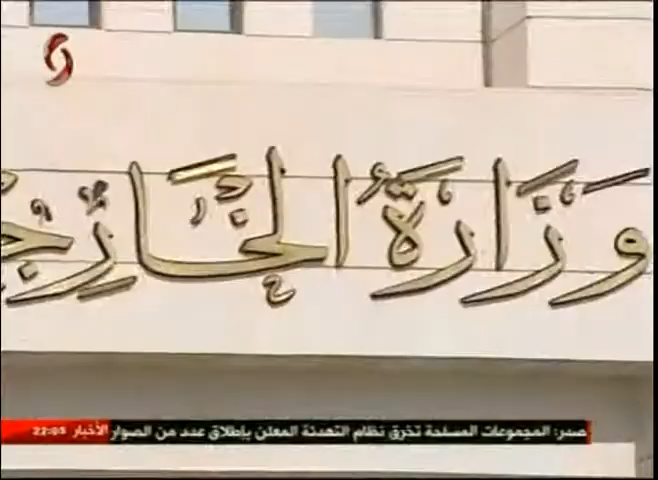 وزارة الخارج
صدر: المجموعات المسلحة تخرق نظام التهدئة المعلن بإطلاق عدد من الصوار
الأخبار 22:05